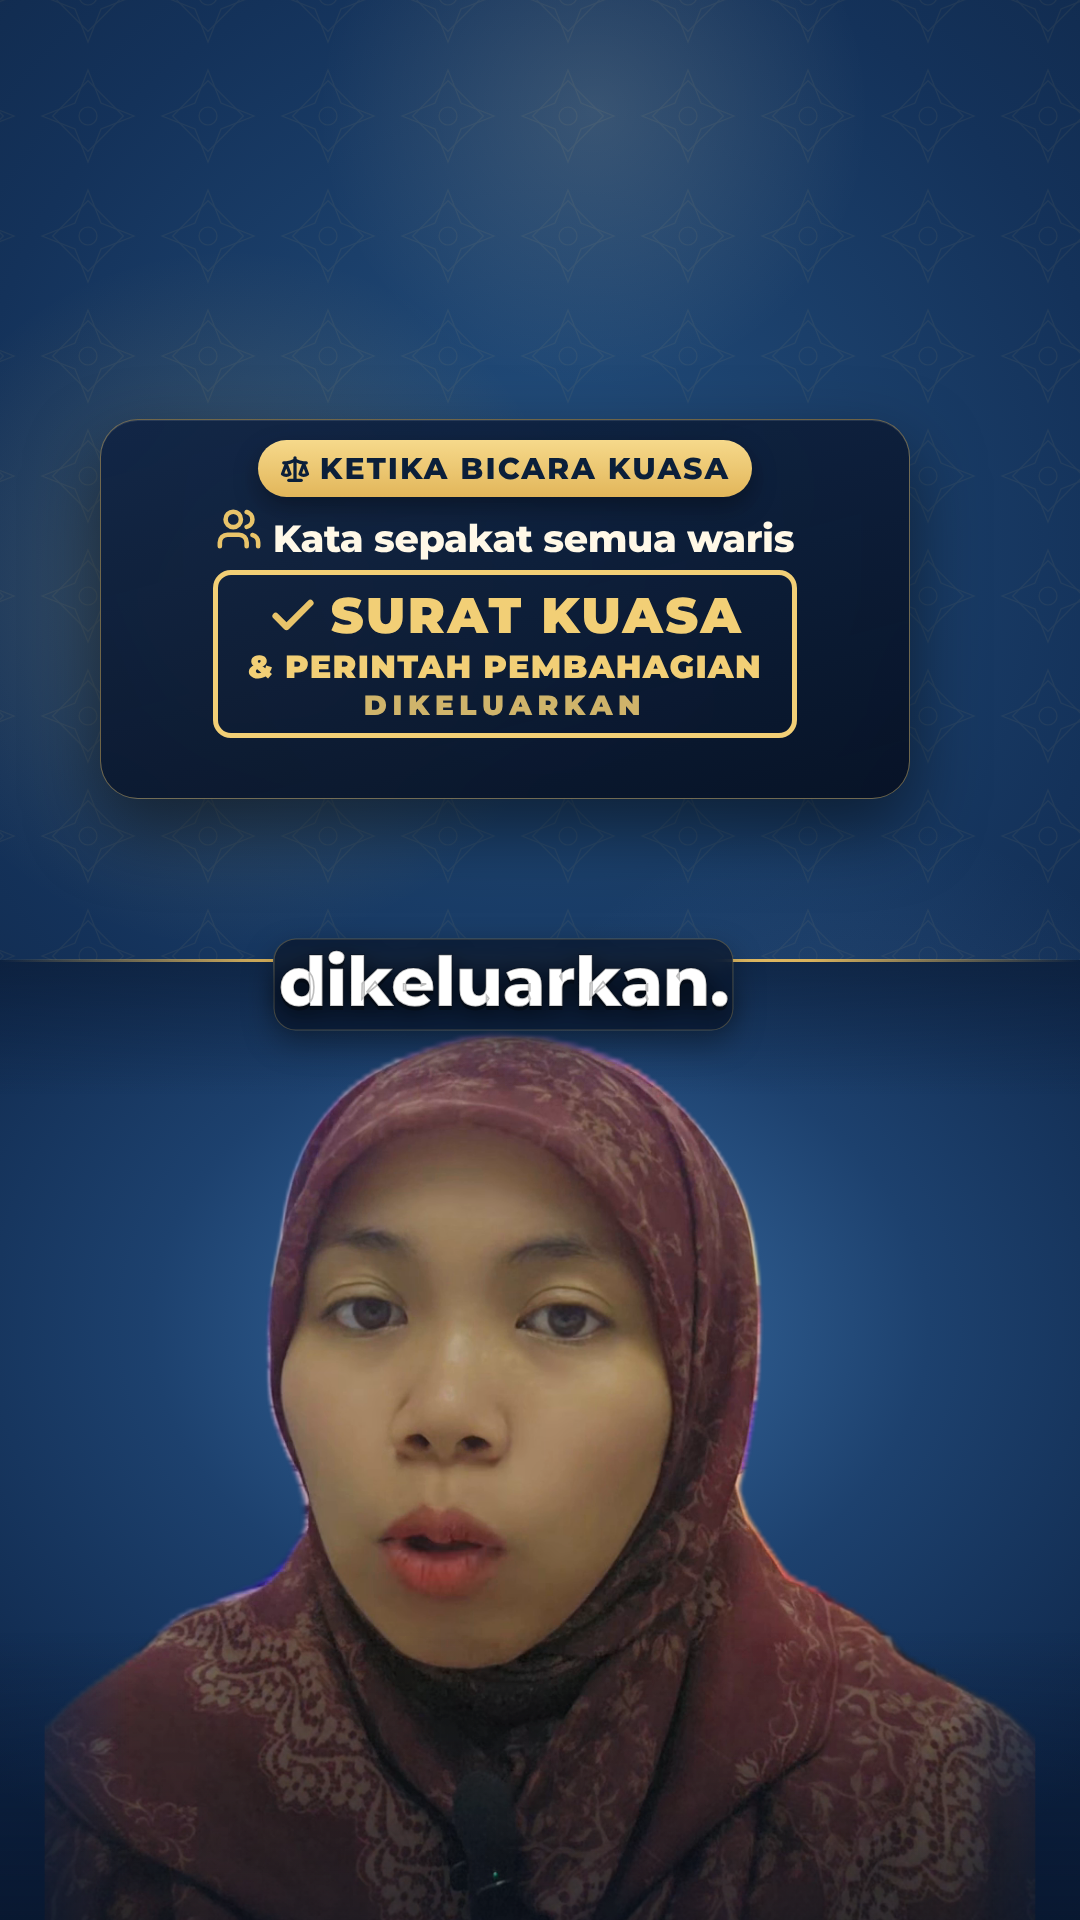 KETIKA BICARA KUASA
Kata sepakat semua waris
SURAT KUASA
& PERINTAH PEMBAHAGIAN
DIKELUARKAN
dikeluarkan.